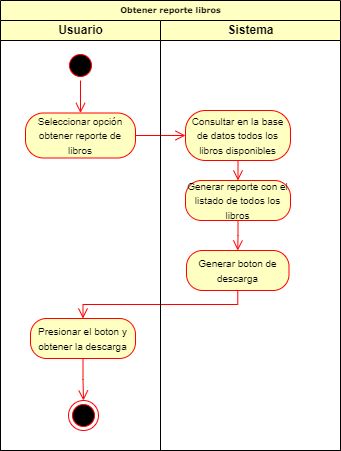 Obtener reporte libros
Usuario
Sistema
Seleccionar opción
obtener reporte de
libros
Consultar en la base
de datos todos los
libros disponibles
Generar reporte con el
listado de todos los
libros
Generar boton de
descarga
Presionar el boton y
obtener la descarga